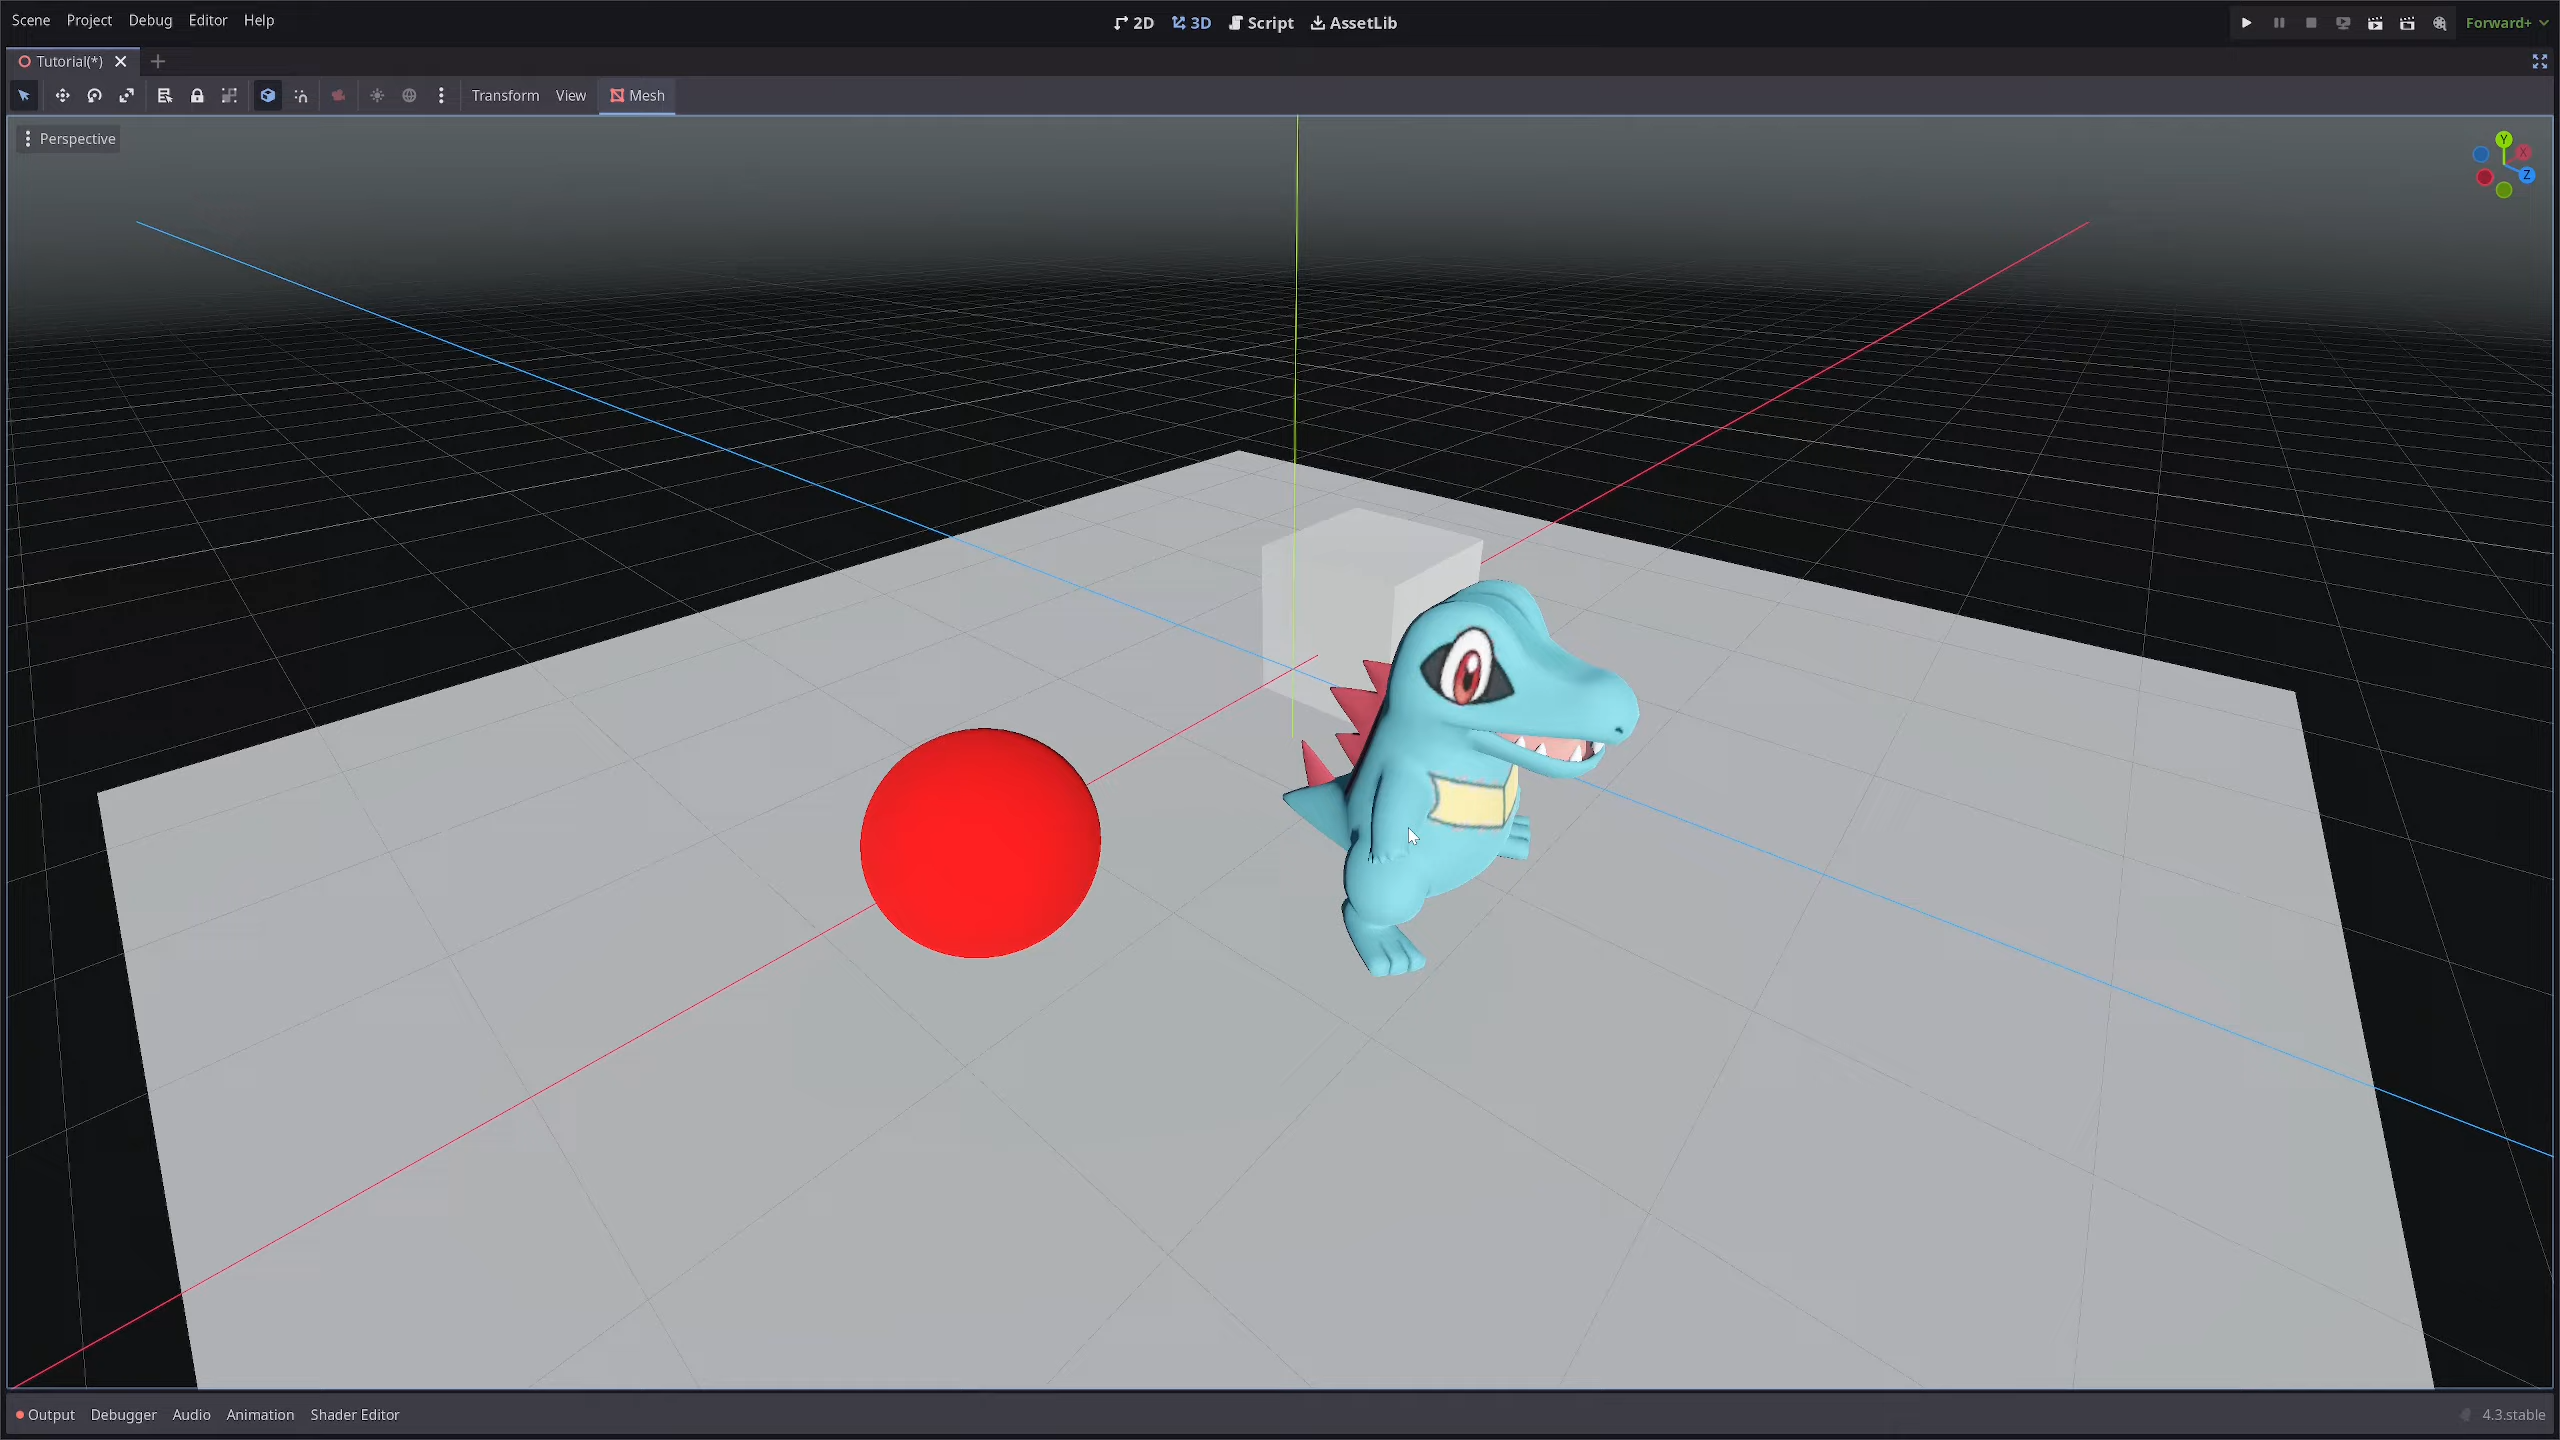 Scene Project Debug Editor Help 2D 3D Script AssetLib Forward+
Tutorial(*)
Transform View Mesh
Perspective
Y
X
Z
Output Debugger Audio Animation Shader Editor 4.3.stable